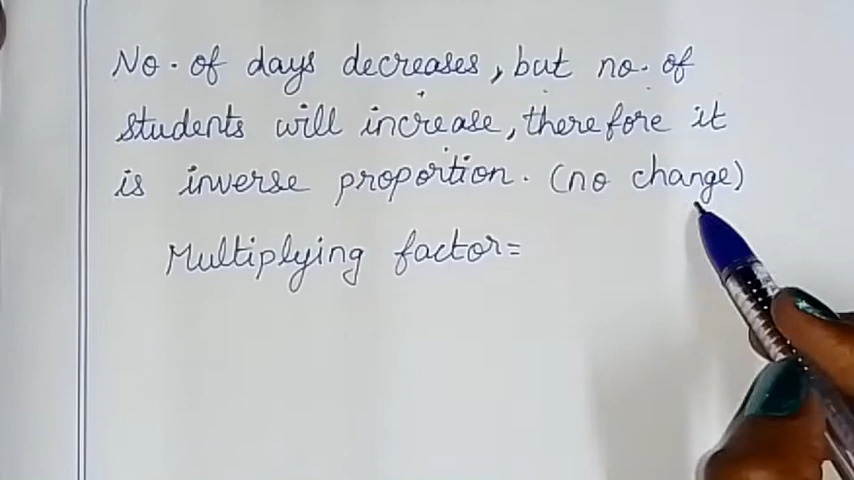 No. of days decreases, but no. of
students will increase, therefore it
is inverse proportion. (no change)
Multiplying factor=